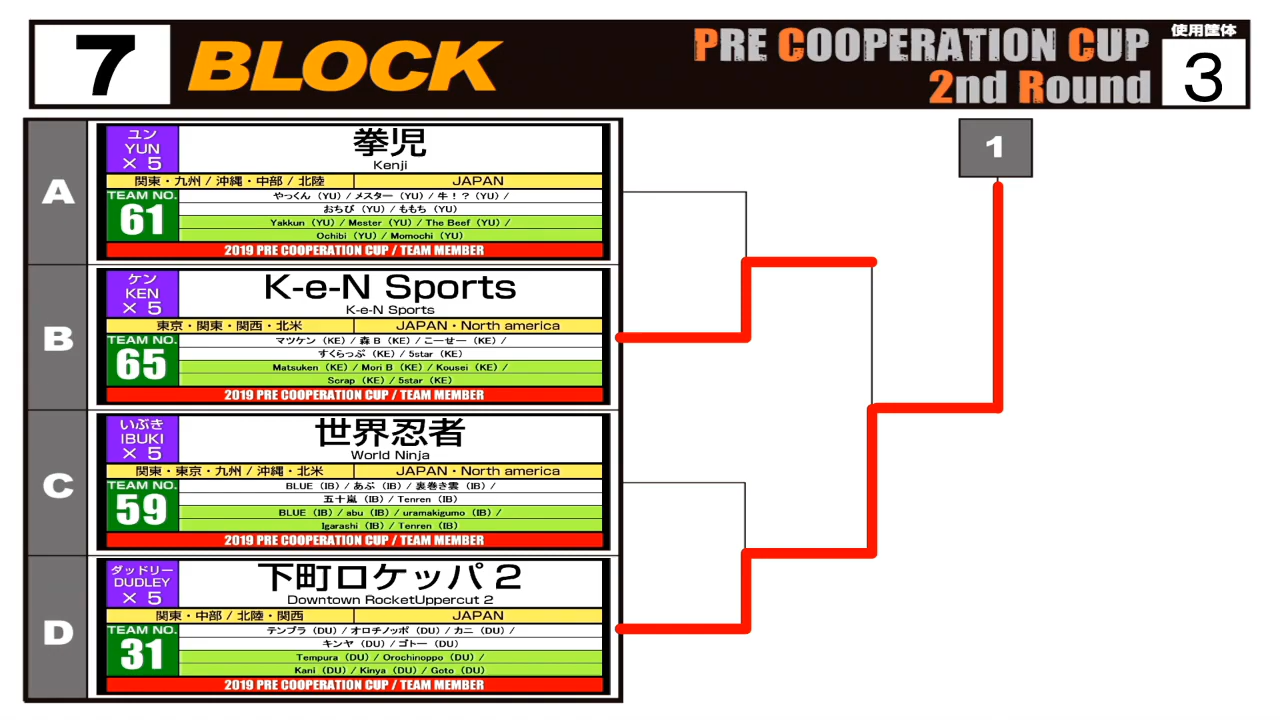 7 BLOCK
PRE COOPERATION CUP
2nd Round
使用筐体
3
1
A
ユン
YUN
× 5
拳児
Kenji
関東・九州 / 沖縄・中部 / 北陸 JAPAN
TEAM NO.
61
やっくん (YU) / メスター (YU) / 牛！？ (YU) /
おちび (YU) / ももち (YU)
Yakkun (YU) / Mester (YU) / The Beef (YU) /
Ochibi (YU) / Momochi (YU)
2019 PRE COOPERATION CUP / TEAM MEMBER
B
ケン
KEN
× 5
K-e-N Sports
K-e-N Sports
東京・関東・関西・北米 JAPAN・North america
TEAM NO.
65
マツケン (KE) / 森B (KE) / こーせー (KE) /
すくらっぷ (KE) / 5star (KE)
Matsuken (KE) / Mori B (KE) / Kousei (KE) /
Scrap (KE) / 5star (KE)
2019 PRE COOPERATION CUP / TEAM MEMBER
C
いぶき
IBUKI
× 5
世界忍者
World Ninja
関東・東京・九州 / 沖縄・北米 JAPAN・North america
TEAM NO.
59
BLUE (IB) / あぶ (IB) / 裏巻き雲 (IB) /
五十嵐 (IB) / Tenren (IB)
BLUE (IB) / abu (IB) / uramakigumo (IB) /
Igarashi (IB) / Tenren (IB)
2019 PRE COOPERATION CUP / TEAM MEMBER
D
ダッドリー
DUDLEY
× 5
下町ロケッパ 2
Downtown RocketUppercut 2
関東・中部 / 北陸・関西 JAPAN
TEAM NO.
31
テンプラ (DU) / オロチノッポ (DU) / カニ (DU) /
キンヤ (DU) / ゴトー (DU)
Tempura (DU) / Orochinoppo (DU) /
Kani (DU) / Kinya (DU) / Goto (DU)
2019 PRE COOPERATION CUP / TEAM MEMBER